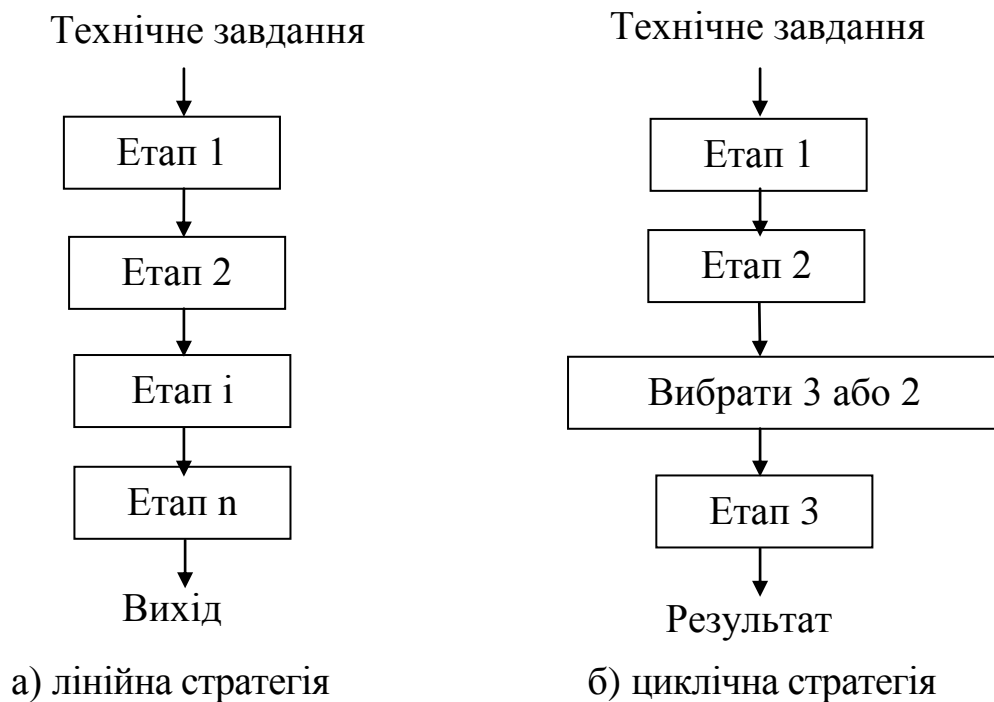 Технічне завдання
Етап 1
Етап 2
Етап i
Етап n
Вихід
а) лінійна стратегія
Технічне завдання
Етап 1
Етап 2
Вибрати 3 або 2
Етап 3
Результат
б) циклічна стратегія